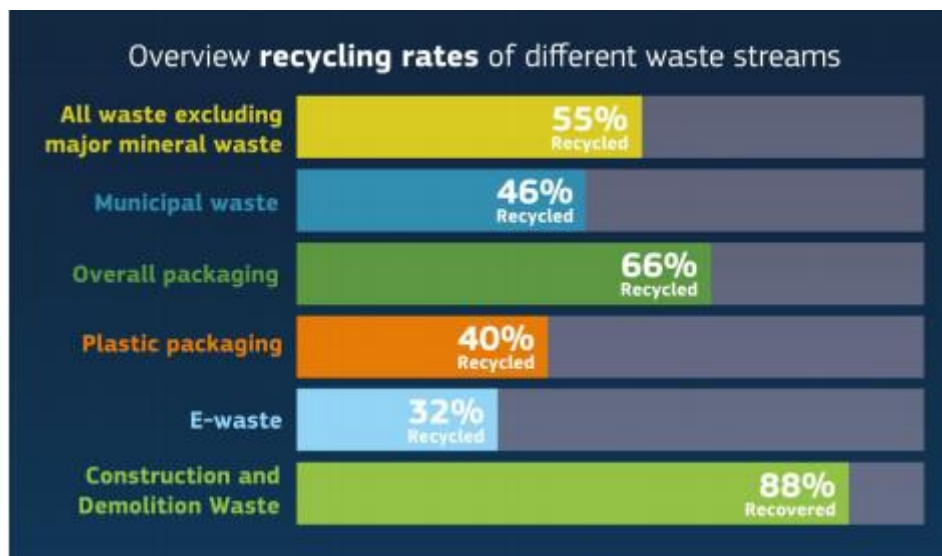 Overview recycling rates of different waste streams
All waste excluding
major mineral waste
55%
Recycled
Municipal waste
46%
Recycled
Overall packaging
66%
Recycled
Plastic packaging
40%
Recycled
E-waste
32%
Recycled
Construction and
Demolition Waste
88%
Recovered